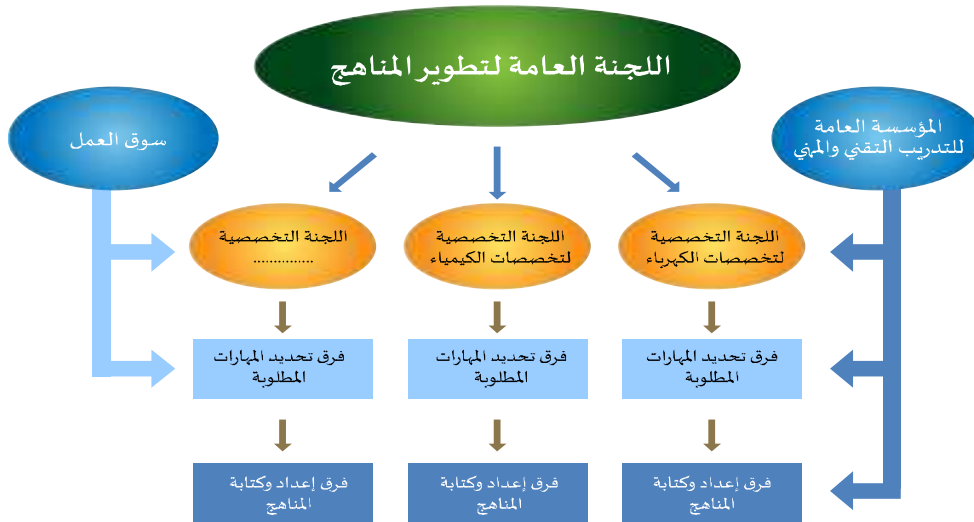 اللجنة العامة لتطوير المناهج
المؤسسة العامة
للتدريب التقني والمهني
سوق العمل
اللجنة التخصصية
لتخصصات الكهرباء
اللجنة التخصصية
لتخصصات الكيمياء
اللجنة التخصصية
...............
فرق تحديد المهارات
المطلوبة
فرق تحديد المهارات
المطلوبة
فرق تحديد المهارات
المطلوبة
فرق إعداد وكتابة
المناهج
فرق إعداد وكتابة
المناهج
فرق إعداد وكتابة
المناهج